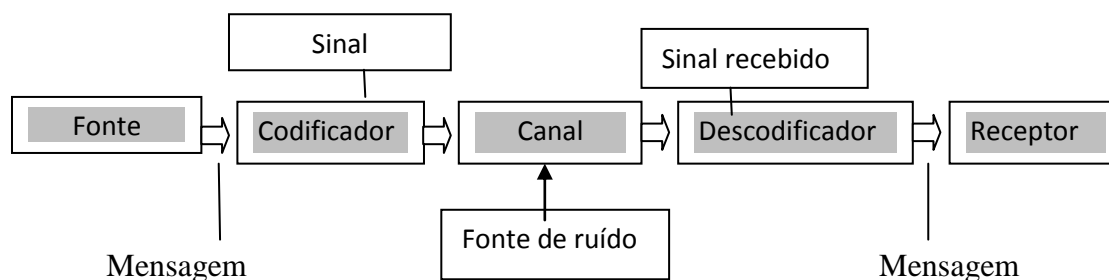 Sinal
Sinal recebido
Fonte
Codificador
Canal
Descodificador
Receptor
Fonte de ruído
Mensagem
Mensagem